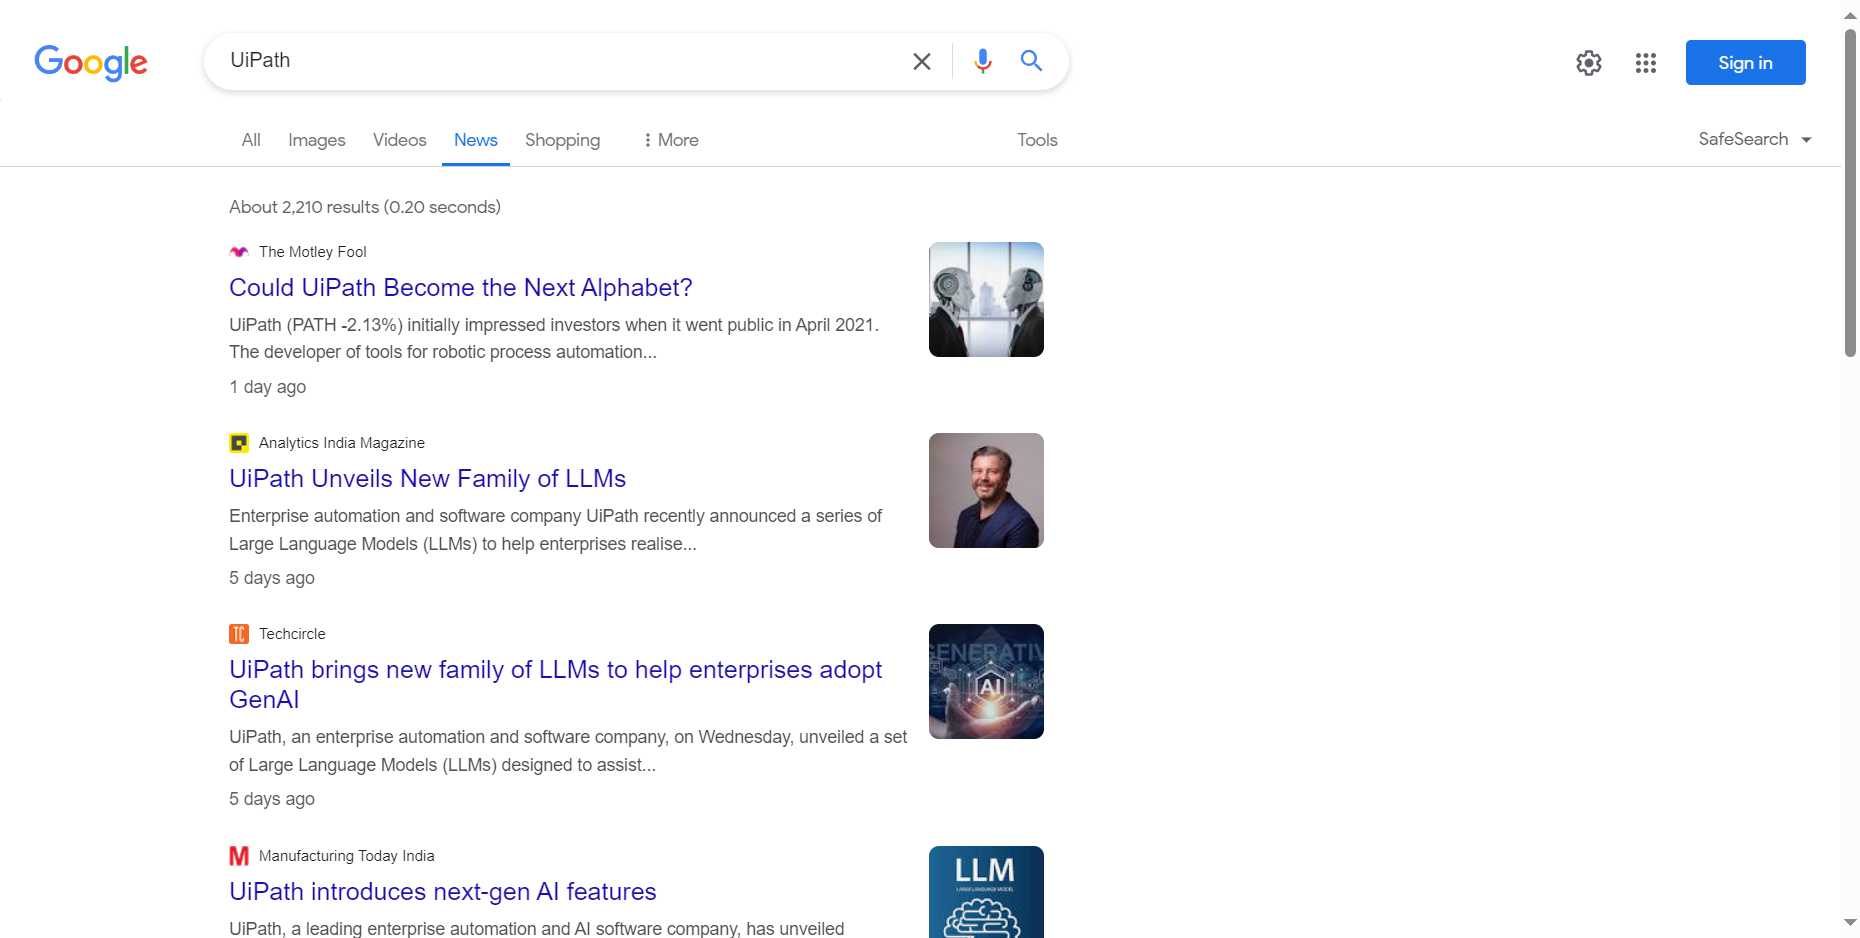 Google
UiPath
Sign in
All Images Videos News Shopping More Tools SafeSearch
About 2,210 results (0.20 seconds)
The Motley Fool
Could UiPath Become the Next Alphabet?
UiPath (PATH -2.13%) initially impressed investors when it went public in April 2021.
The developer of tools for robotic process automation...
1 day ago
Analytics India Magazine
UiPath Unveils New Family of LLMs
Enterprise automation and software company UiPath recently announced a series of
Large Language Models (LLMs) to help enterprises realise...
5 days ago
TC Techcircle
UiPath brings new family of LLMs to help enterprises adopt
GenAI
UiPath, an enterprise automation and software company, on Wednesday, unveiled a set
of Large Language Models (LLMs) designed to assist...
5 days ago
GENERATIV
AI
M Manufacturing Today India
UiPath introduces next-gen AI features
UiPath, a leading enterprise automation and AI software company, has unveiled
LLM
LARGE LANGUAGE MODEL